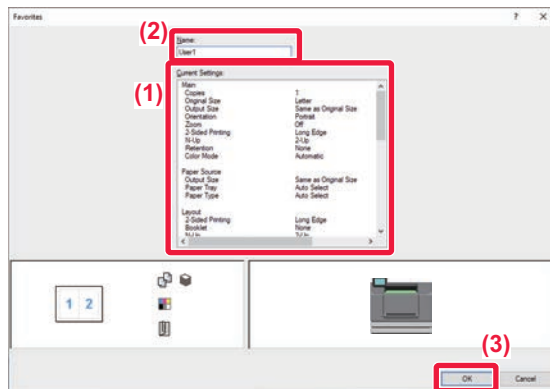 Favorites ? X
(2)
Name:
User1
(1)
Current Settings:
Main
Copies 1
Original Size Letter
Output Size Same as Original Size
Orientation Portrait
Zoom Off
2-Sided Printing Long Edge
N-Up 2-Up
Retention None
Color Mode Automatic
Paper Source
Output Size Same as Original Size
Paper Tray Auto Select
Paper Type Auto Select
Layout
2-Sided Printing Long Edge
Booklet None
N-Up 2-Up
1 2
(3)
OK Cancel